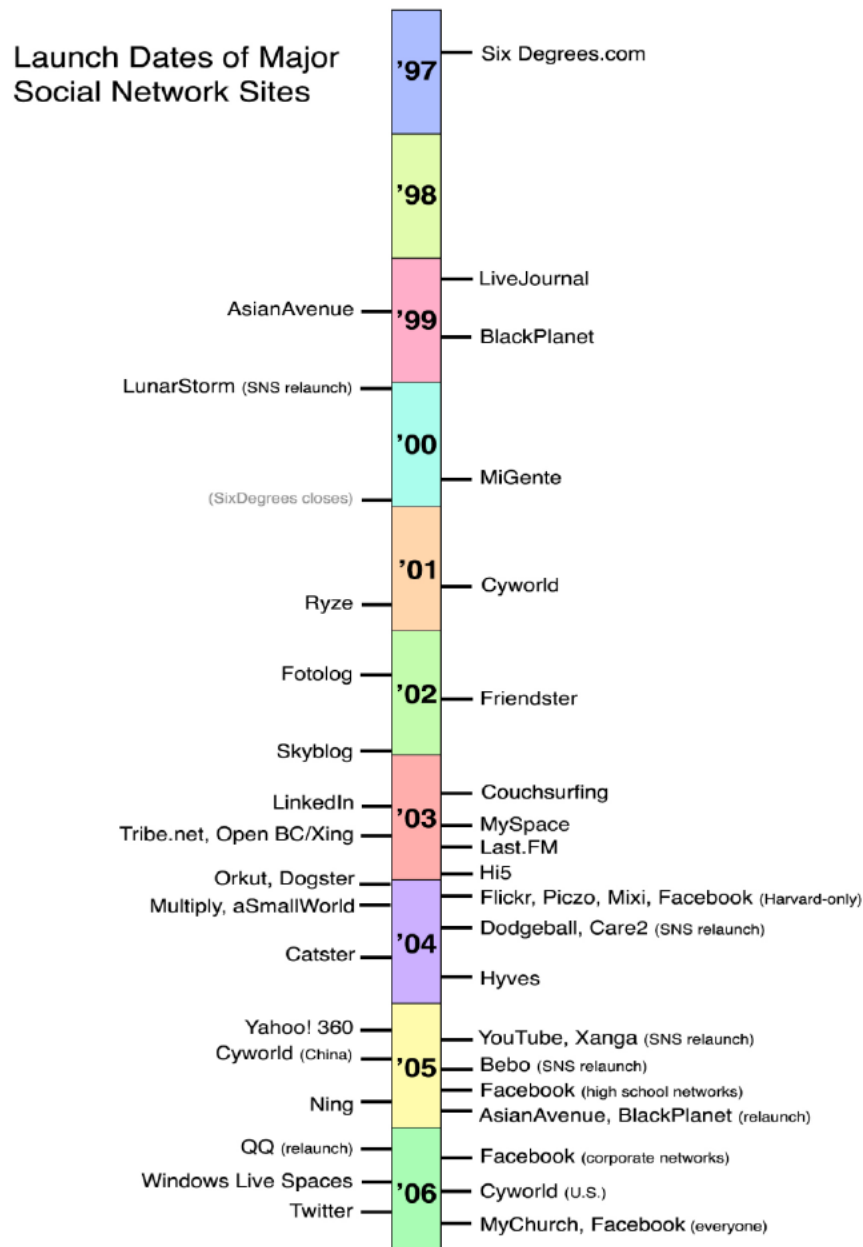 Launch Dates of Major
Social Network Sites
'97
Six Degrees.com
'98
LiveJournal
AsianAvenue
'99
BlackPlanet
LunarStorm (SNS relaunch)
'00
MiGente
(SixDegrees closes)
'01
Cyworld
Ryze
Fotolog
'02
Friendster
Skyblog
Couchsurfing
LinkedIn
'03
MySpace
Tribe.net, Open BC/Xing
Last.FM
Hi5
Orkut, Dogster
Flickr, Piczo, Mixi, Facebook (Harvard-only)
Multiply, aSmallWorld
Dodgeball, Care2 (SNS relaunch)
'04
Catster
Hyves
Yahoo! 360
YouTube, Xanga (SNS relaunch)
Cyworld (China)
Bebo (SNS relaunch)
'05
Facebook (high school networks)
Ning
AsianAvenue, BlackPlanet (relaunch)
QQ (relaunch)
Facebook (corporate networks)
Windows Live Spaces
'06
Cyworld (U.S.)
Twitter
MyChurch, Facebook (everyone)